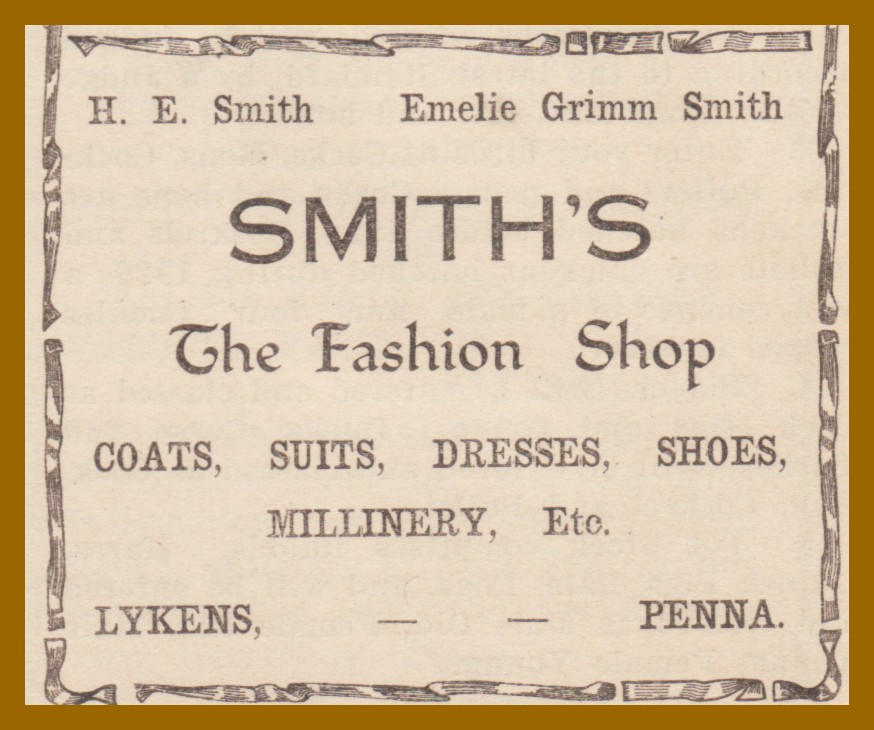 H. E. Smith Emelie Grimm Smith
SMITH'S
The Fashion Shop
COATS, SUITS, DRESSES, SHOES,
MILLINERY, Etc.
LYKENS, — — PENNA.